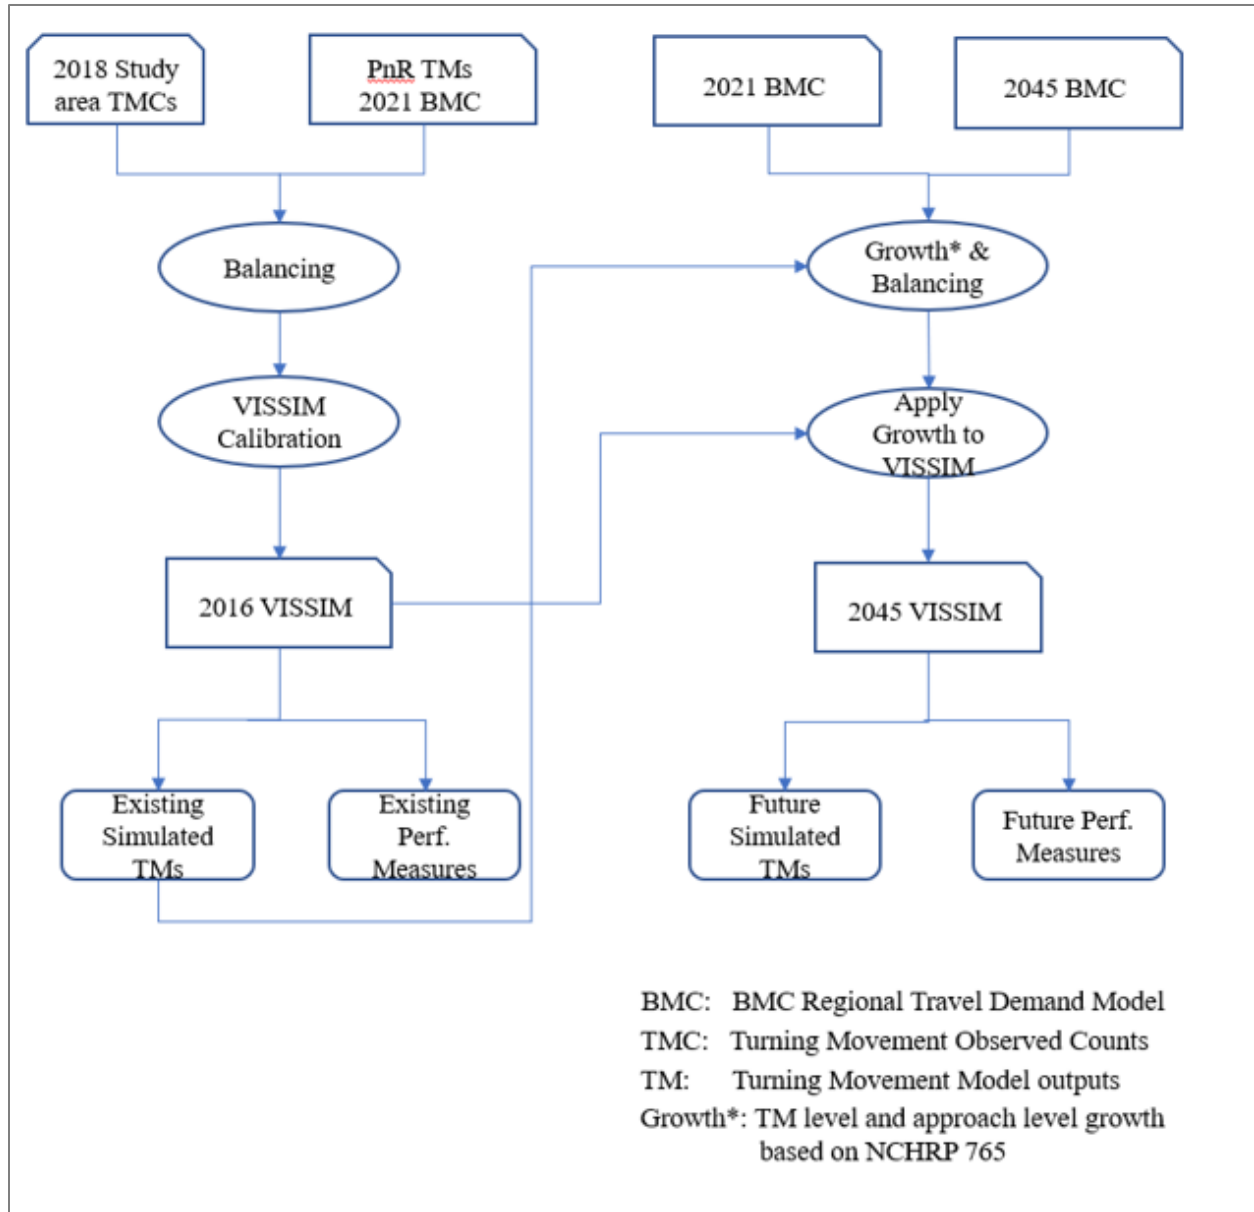 2018 Study
area TMCs
PnR TMs
2021 BMC
2021 BMC
2045 BMC
Balancing
Growth* &
Balancing
VISSIM
Calibration
Apply
Growth to
VISSIM
2016 VISSIM
2045 VISSIM
Existing
Simulated
TMs
Existing
Perf.
Measures
Future
Simulated
TMs
Future Perf.
Measures
BMC: BMC Regional Travel Demand Model
TMC: Turning Movement Observed Counts
TM: Turning Movement Model outputs
Growth*: TM level and approach level growth
based on NCHRP 765